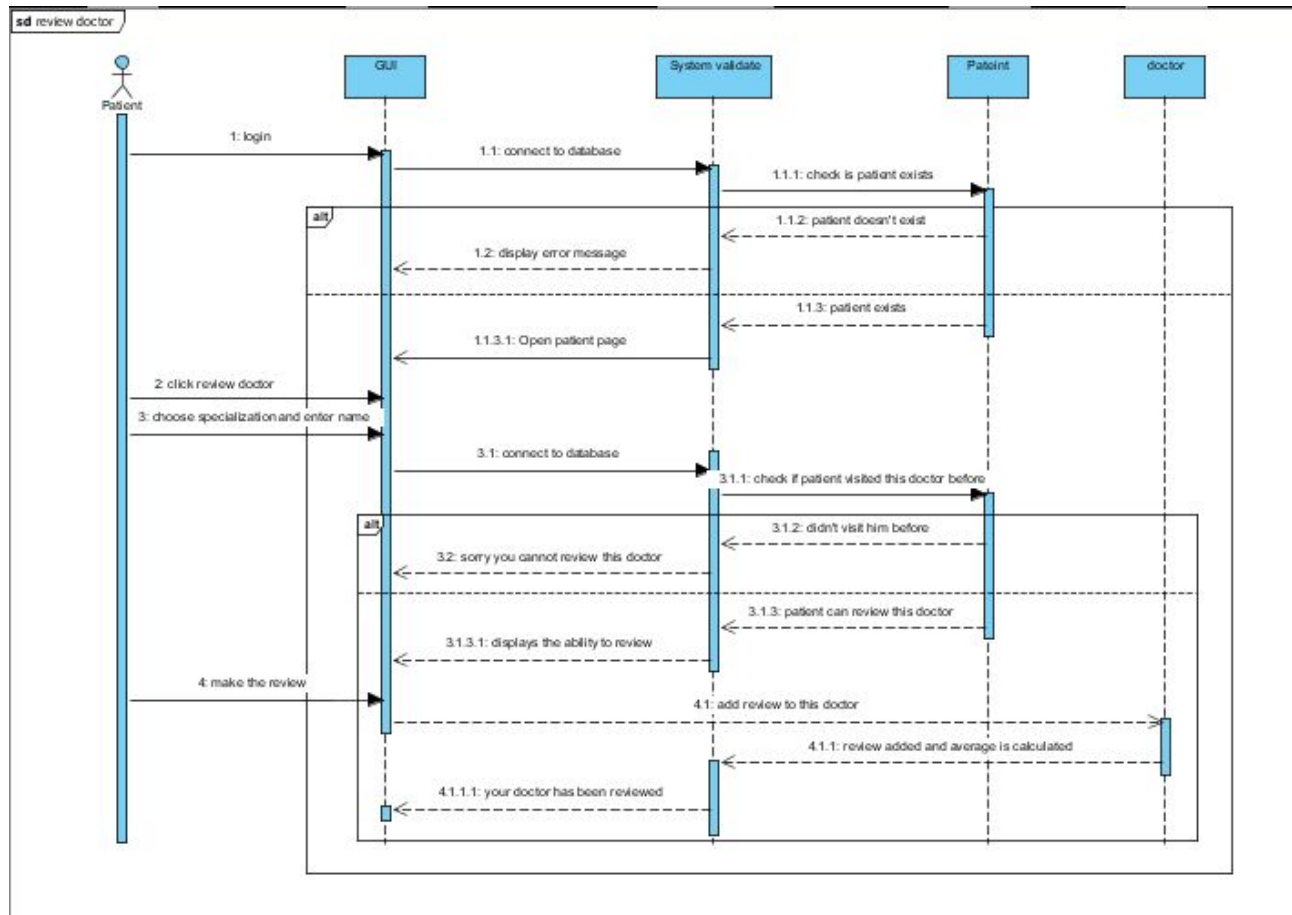 sd review doctor
Patient
GUI
System validate
Pateint
doctor
1: login
1.1: connect to database
1.1.1: check is patient exists
alt
1.1.2: patient doesn't exist
1.2: display error message
1.1.3: patient exists
1.1.3.1: Open patient page
2: click review doctor
3: choose specialization and enter name
3.1: connect to database
3.1.1: check if patient visited this doctor before
alt
3.1.2: didn't visit him before
3.2: sorry you cannot review this doctor
3.1.3: patient can review this doctor
3.1.3.1: displays the ability to review
4: make the review
4.1: add review to this doctor
4.1.1: review added and average is calculated
4.1.1.1: your doctor has been reviewed